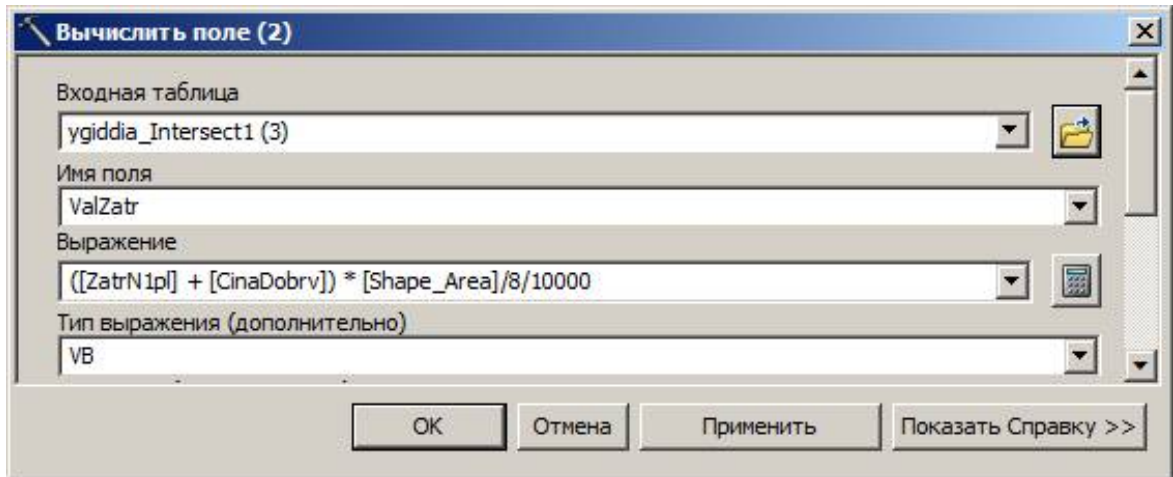 Вычислить поле (2)
Входная таблица
ygiddia_Intersect1 (3)
Имя поля
ValZatr
Выражение
([ZatrN1pl] + [CinaDobrv]) * [Shape_Area]/8/10000
Тип выражения (дополнительно)
VB
OK Отмена Применить Показать Справку >>